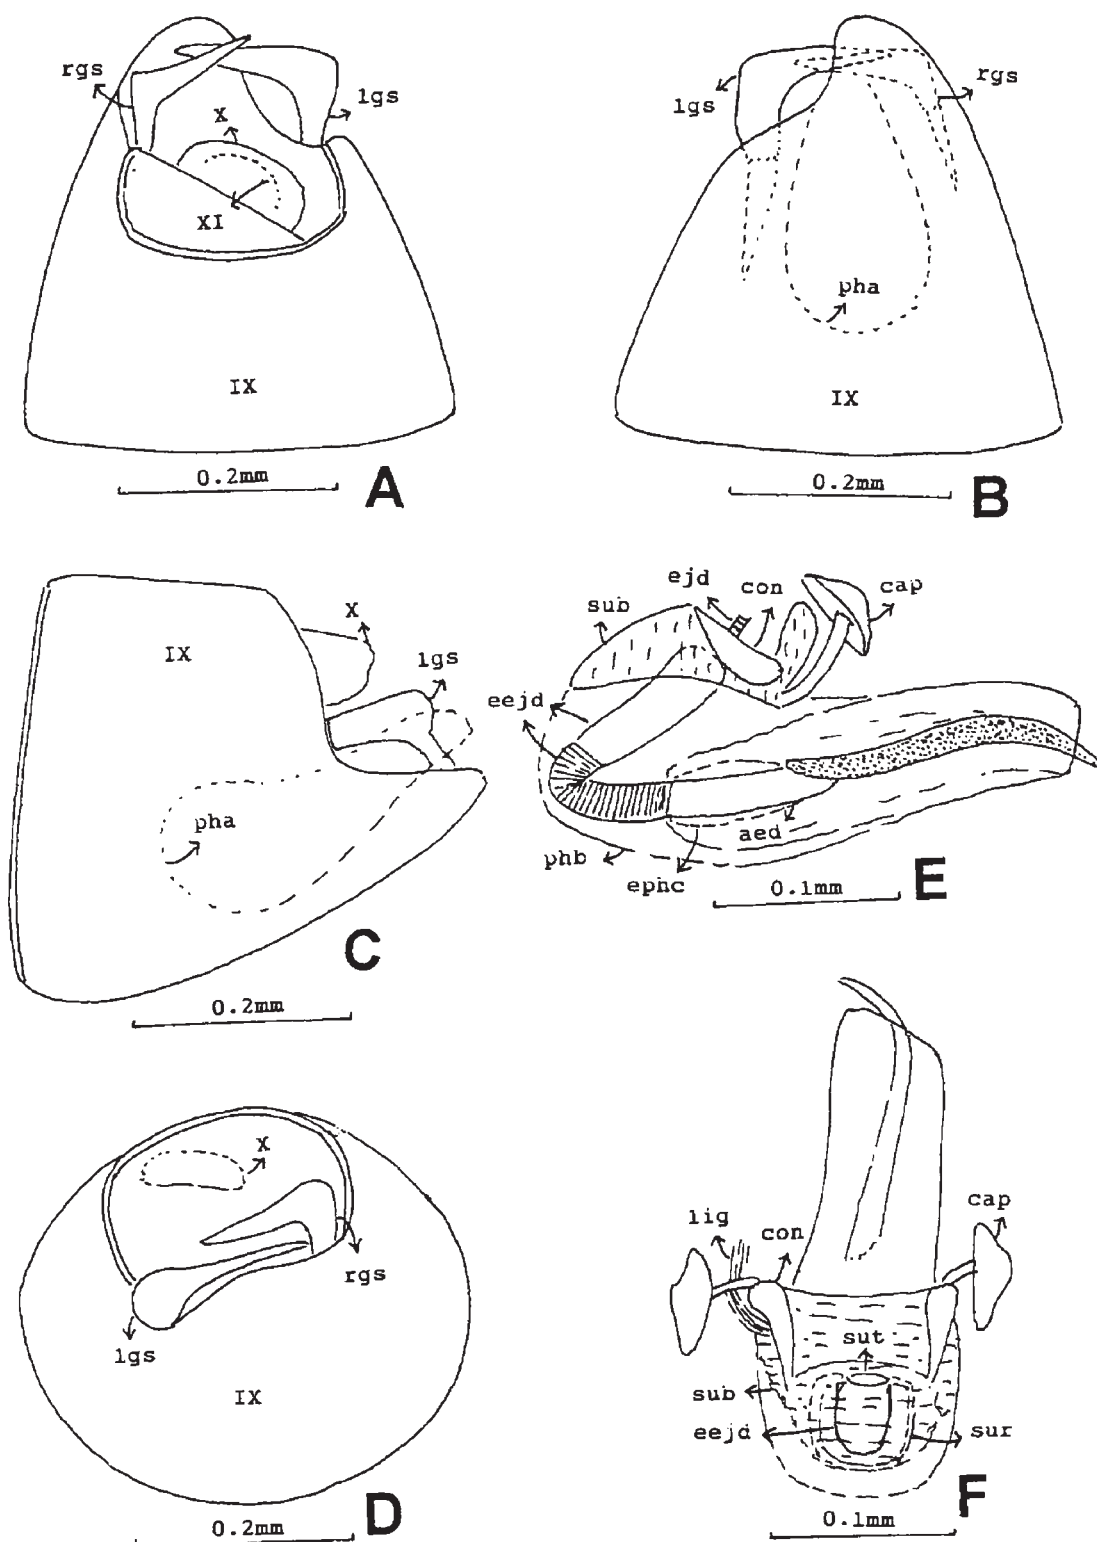 rgs
lgs
X
XI
IX
0.2mm
A
lgs
rgs
pha
IX
0.2mm
B
X
IX
lgs
pha
C
0.2mm
ejd
con
cap
sub
eejd
aed
phb
ephc
0.1mm
E
X
rgs
lgs
IX
D
0.2mm
lig
con
cap
sut
sub
eejd
sur
F
0.1mm